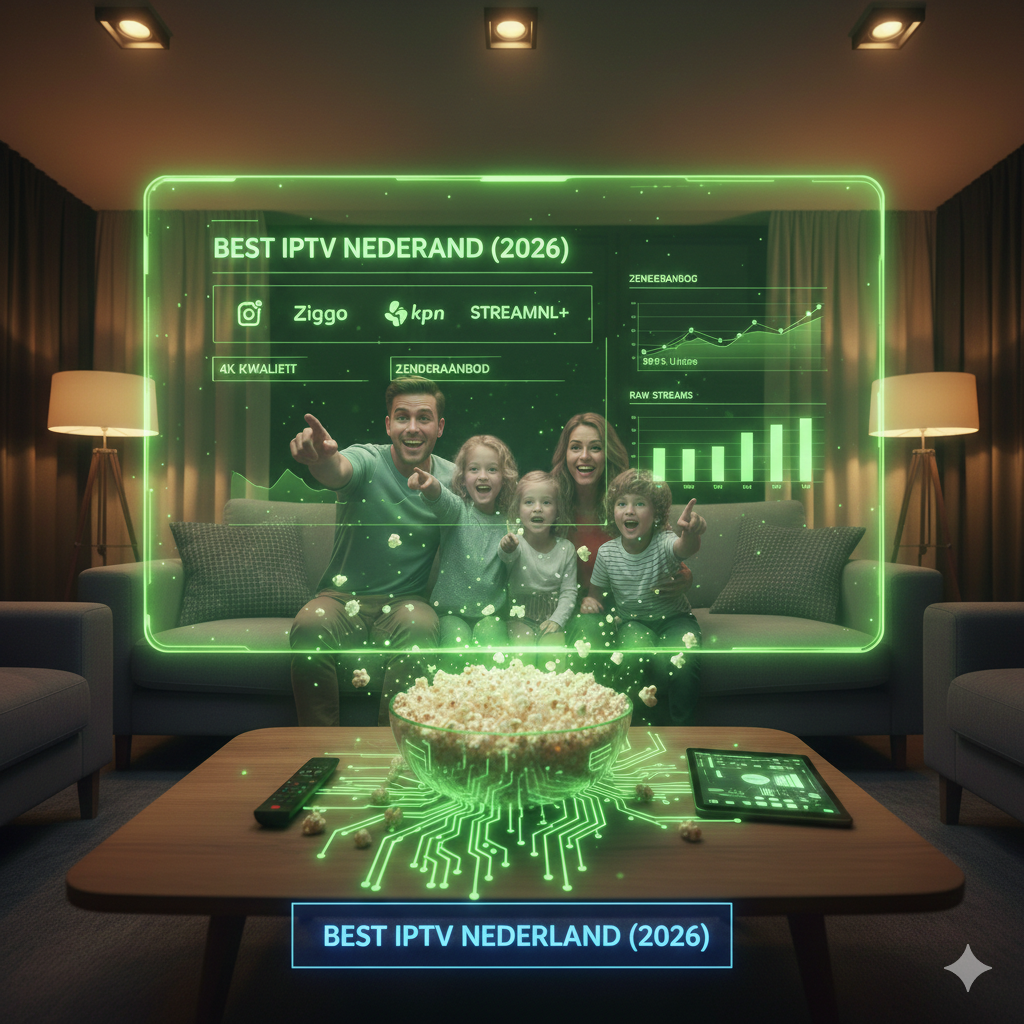 BEST IPTV NEDERAND (2026)
Ziggo kpn STREAMNL+
4K KWALIETT
ZENDERAANBOD
ZENEEBANBOG
RAW STREAMS
BEST IPTV NEDERLAND (2026)